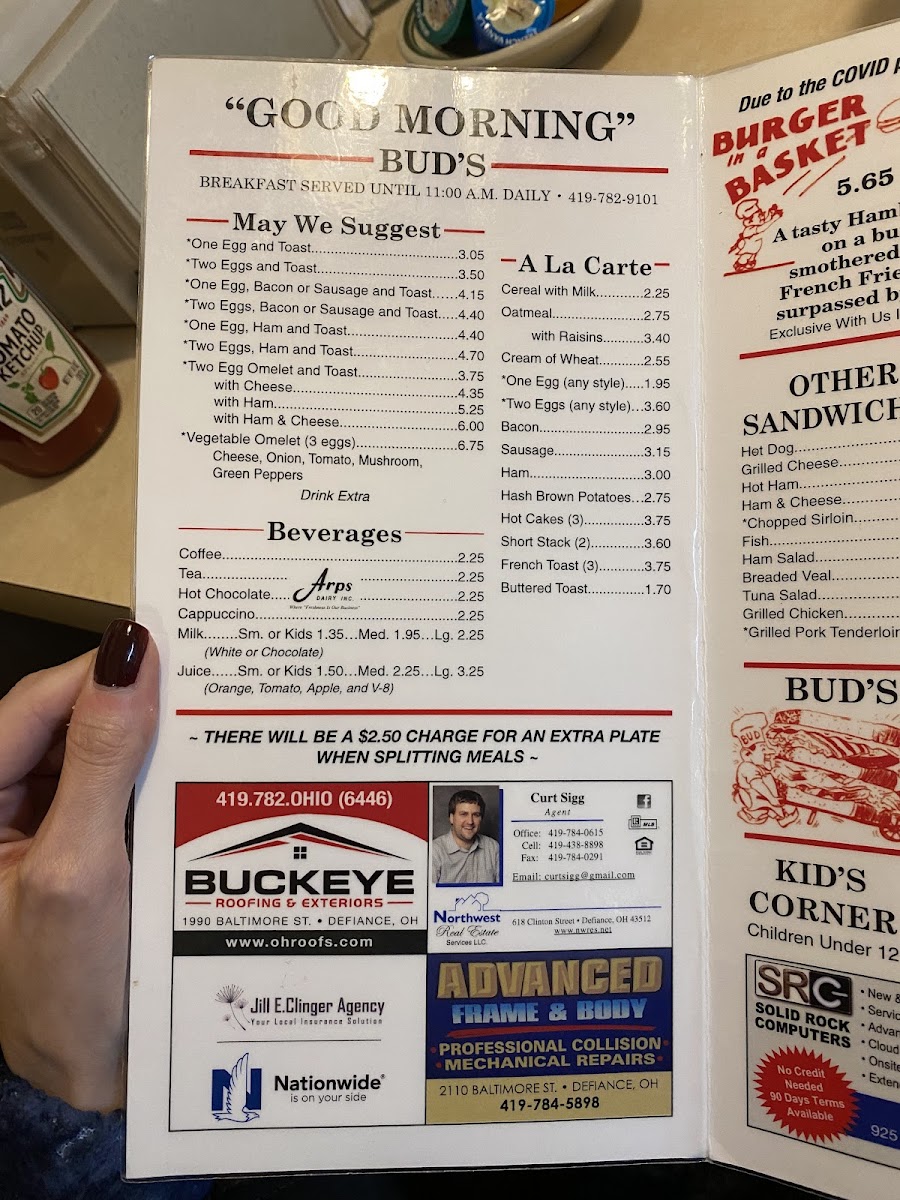 "GOOD MORNING"
BUD'S
BREAKFAST SERVED UNTIL 11:00 A.M. DAILY • 419-782-9101
May We Suggest
*One Egg and Toast....3.05
*Two Eggs and Toast....3.50
*One Egg, Bacon or Sausage and Toast......4.15
*Two Eggs, Bacon or Sausage and Toast....4.40
*One Egg, Ham and Toast....4.40
*Two Eggs, Ham and Toast....4.70
*Two Egg Omelet and Toast....3.75
with Cheese....4.35
with Ham....5.25
with Ham & Cheese....6.00
*Vegetable Omelet (3 eggs)....6.75
Cheese, Onion, Tomato, Mushroom,
Green Peppers
Drink Extra
Beverages
Coffee....2.25
Tea....2.25
Hot Chocolate....2.25
Arps
DAIRY INC.
Where "Freshness Is Our Business"
Cappuccino....2.25
Milk.......Sm. or Kids 1.35...Med. 1.95...Lg. 2.25
(White or Chocolate)
Juice......Sm. or Kids 1.50...Med. 2.25...Lg. 3.25
(Orange, Tomato, Apple, and V-8)
A La Carte
Cereal with Milk....2.25
Oatmeal....2.75
with Raisins....3.40
Cream of Wheat....2.55
*One Egg (any style)....1.95
*Two Eggs (any style)...3.60
Bacon....2.95
Sausage....3.15
Ham....3.00
Hash Brown Potatoes...2.75
Hot Cakes (3)....3.75
Short Stack (2)....3.60
French Toast (3)....3.75
Buttered Toast....1.70
~ THERE WILL BE A $2.50 CHARGE FOR AN EXTRA PLATE
WHEN SPLITTING MEALS ~
419.782.OHIO (6446)
BUCKEYE
ROOFING & EXTERIORS
1990 BALTIMORE ST. • DEFIANCE, OH
www.ohroofs.com
Curt Sigg
Agent
Office: 419-784-0615
Cell: 419-438-8898
Fax: 419-784-0291
Email: curtsigg@gmail.com
Northwest
Real Estate
Services LLC.
618 Clinton Street • Defiance, OH 43512
www.nwres.net
Jill E.Clinger Agency
Your Local Insurance Solution
N
Nationwide®
is on your side
ADVANCED
FRAME & BODY
• PROFESSIONAL COLLISION •
• MECHANICAL REPAIRS •
2110 BALTIMORE ST. • DEFIANCE, OH
419-784-5898
Due to the COVID
BURGER
in a
BASKET
5.65
A tasty
on a
smothered
French
surpassed
Exclusive With Us
OTHER
Hot Dog
Grilled Cheese
Hot Ham
Ham & Cheese
*Chopped Sirloin
Fish
Ham Salad
Breaded Veal
Tuna Salad
Grilled Chicken
*Grilled Pork Tenderloin
BUD'S
BUD
KID'S
CORNER
Children Under 12
SRC
SOLID ROCK
COMPUTERS
• New &
• Cloud
No Credit
Needed
90 Days Terms
Available
925
TOMATO
KETCHUP